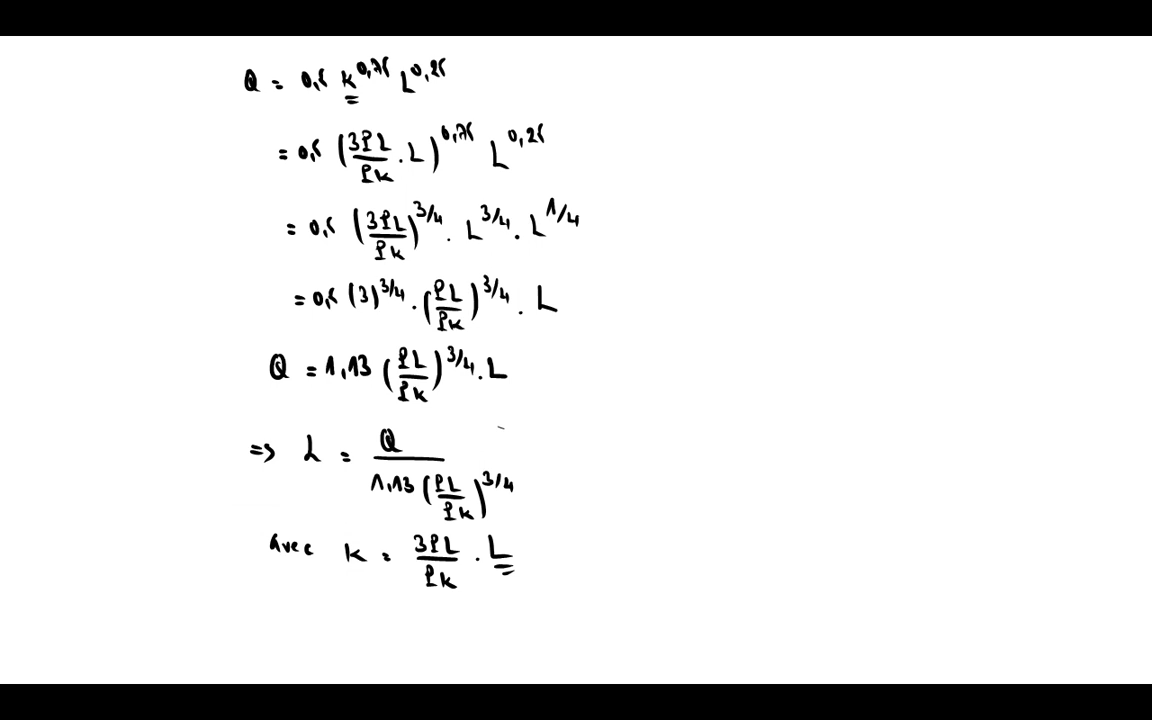 Q = 0,5 K^0,75 L^0,25
= 0,5 (3PL/PK . L)^0,75 L^0,25
= 0,5 (3PL/PK)^3/4 . L^3/4 . L^1/4
= 0,5 (3)^3/4 . (PL/PK)^3/4 . L
Q = 1,13 (PL/PK)^3/4 . L
=> L = Q / 1,13 (PL/PK)^3/4
Avec K = 3PL/PK . L